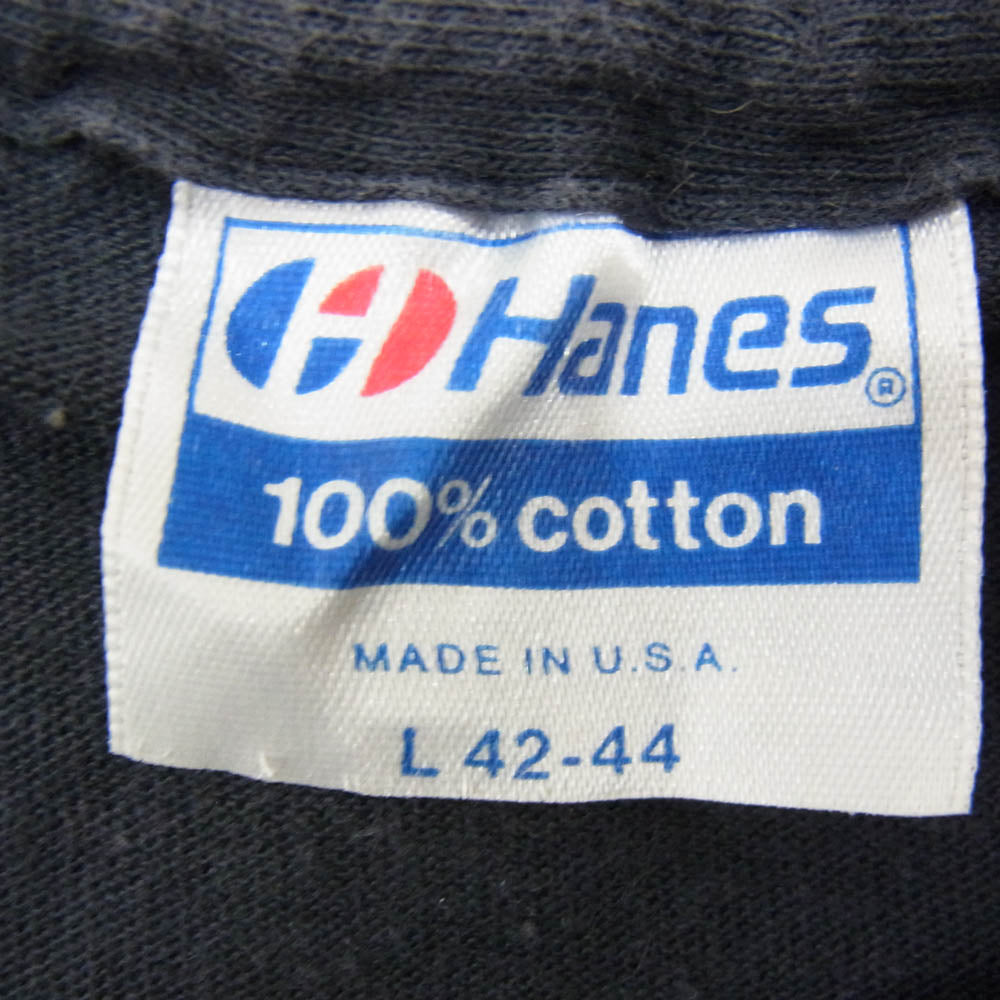 Hanes®
100% cotton
MADE IN U.S.A.
L 42-44